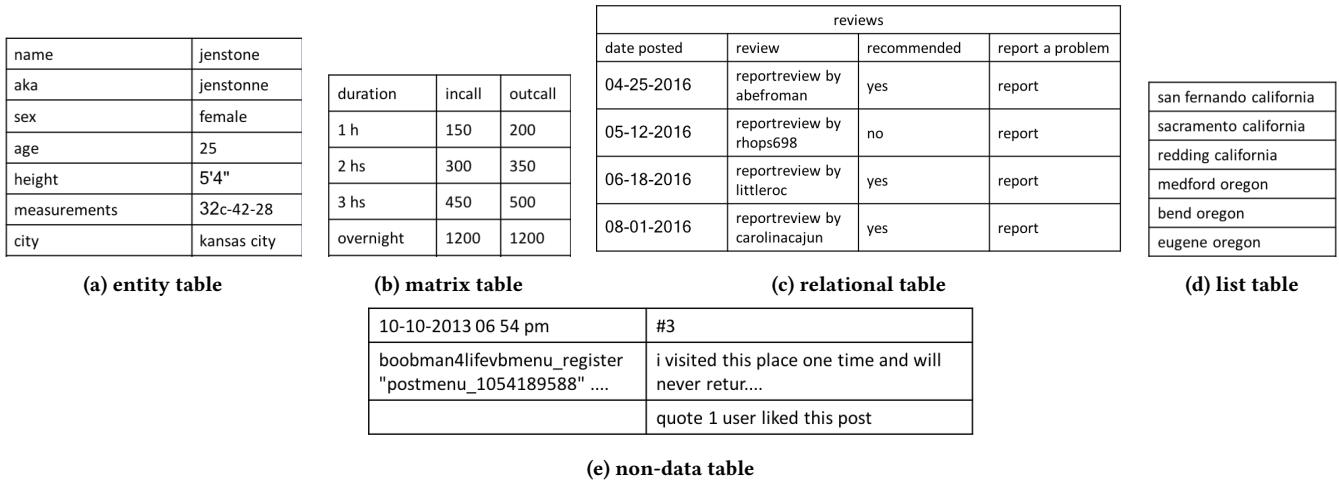 name jenstone
aka jenstonne
sex female
age 25
height 5'4"
measurements 32c-42-28
city kansas city
(a) entity table
duration incall outcall
1 h 150 200
2 hs 300 350
3 hs 450 500
overnight 1200 1200
(b) matrix table
reviews
date posted review recommended report a problem
04-25-2016 reportreview by abefroman yes report
05-12-2016 reportreview by rhops698 no report
06-18-2016 reportreview by littleroc yes report
08-01-2016 reportreview by carolinacajun yes report
(c) relational table
san fernando california
sacramento california
redding california
medford oregon
bend oregon
eugene oregon
(d) list table
10-10-2013 06 54 pm #3
boobman4lifevbmenu_register
"postmenu_1054189588" ....
i visited this place one time and will
never retur....
quote 1 user liked this post
(e) non-data table